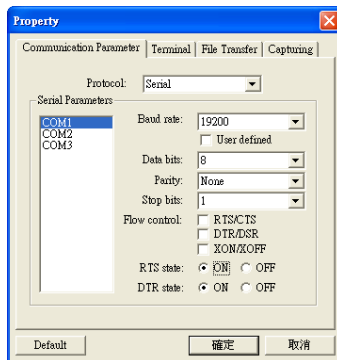 Property
Communication Parameter Terminal File Transfer Capturing
Protocol: Serial
Serial Parameters
COM1
COM2
COM3
Baud rate: 19200
User defined
Data bits: 8
Parity: None
Stop bits: 1
Flow control: RTS/CTS
DTR/DSR
XON/XOFF
RTS state: ON OFF
DTR state: ON OFF
Default 確定 取消